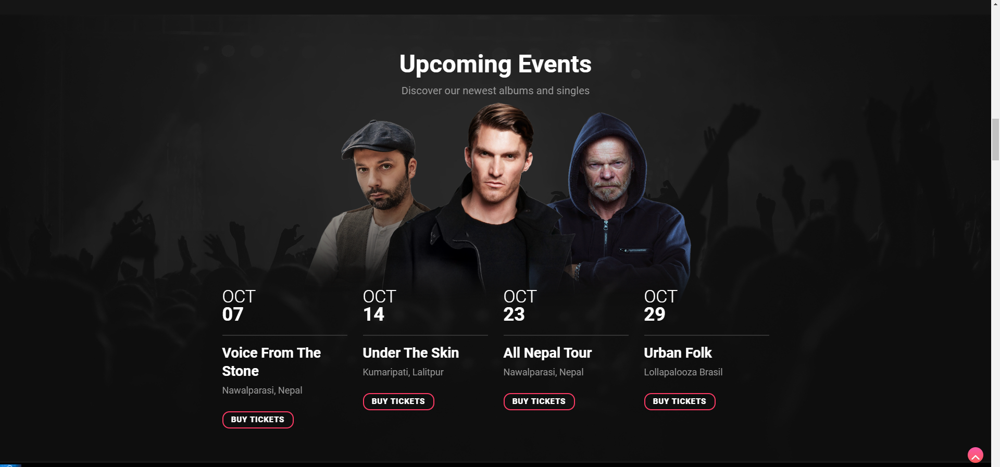 Upcoming Events
Discover our newest albums and singles
OCT
07
Voice From The
Stone
Nawalparasi, Nepal
BUY TICKETS
OCT
14
Under The Skin
Kumaripati, Lalitpur
BUY TICKETS
OCT
23
All Nepal Tour
Nawalparasi, Nepal
BUY TICKETS
OCT
29
Urban Folk
Lollapalooza Brasil
BUY TICKETS